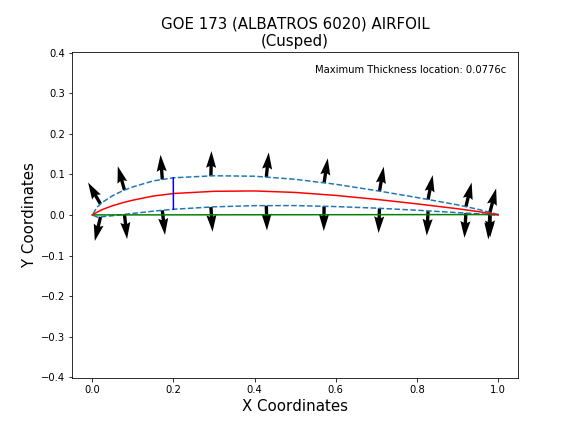 GOE 173 (ALBATROS 6020) AIRFOIL
(Cusped)
Maximum Thickness location: 0.0776c
Y Coordinates
0.4
0.3
0.2
0.1
0.0
−0.1
−0.2
−0.3
−0.4
0.0 0.2 0.4 0.6 0.8 1.0
X Coordinates